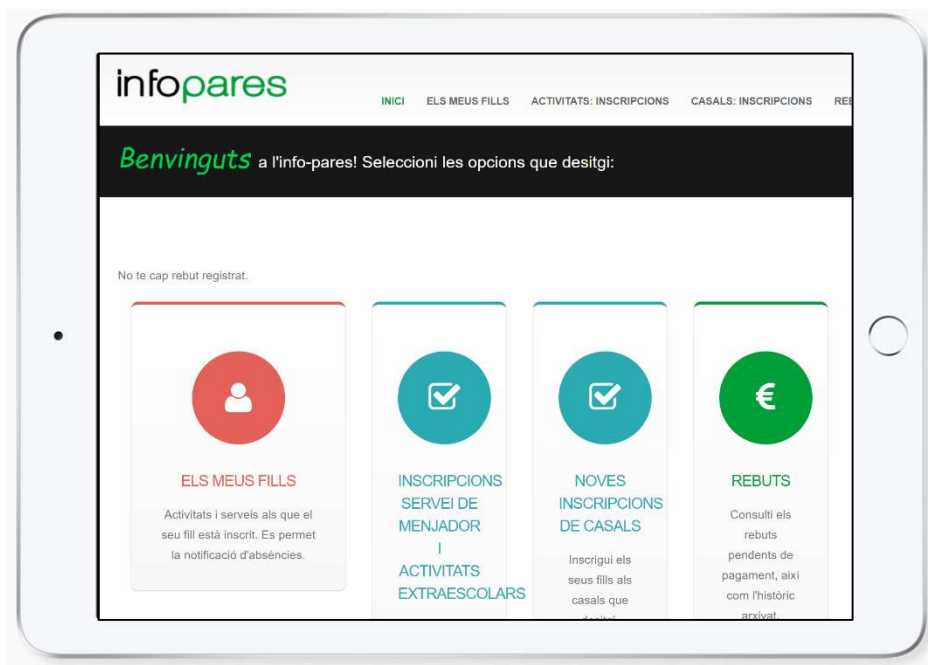 infopares
INICI ELS MEUS FILLS ACTIVITATS: INSCRIPCIONS CASALS: INSCRIPCIONS
Benvinguts a l'info-pares! Seleccioni les opcions que desitgi:
No te cap rebut registrat.
ELS MEUS FILLS
Activitats i serveis als que el
seu fill està inscrit. Es permet
la notificació d'absències.
INSCRIPCIONS
SERVEI DE
MENJADOR
I
ACTIVITATS
EXTRAESCOLARS
NOVES
INSCRIPCIONS
DE CASALS
Inscrigui els
seus fills als
casals que
€
REBUTS
Consulti els
rebuts
pendents de
pagament, així
com l'històric
arxivat.